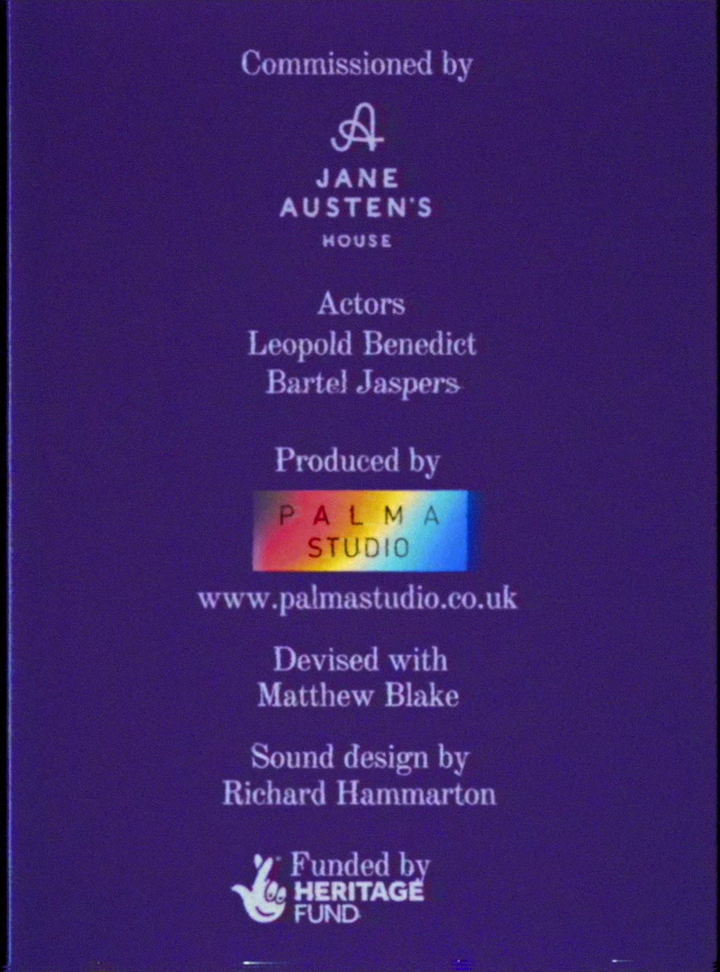 Commissioned by
JANE
AUSTEN'S
HOUSE
Actors
Leopold Benedict
Bartel Jaspers
Produced by
PALMA
STUDIO
www.palmastudio.co.uk
Devised with
Matthew Blake
Sound design by
Richard Hammarton
Funded by
HERITAGE
FUND